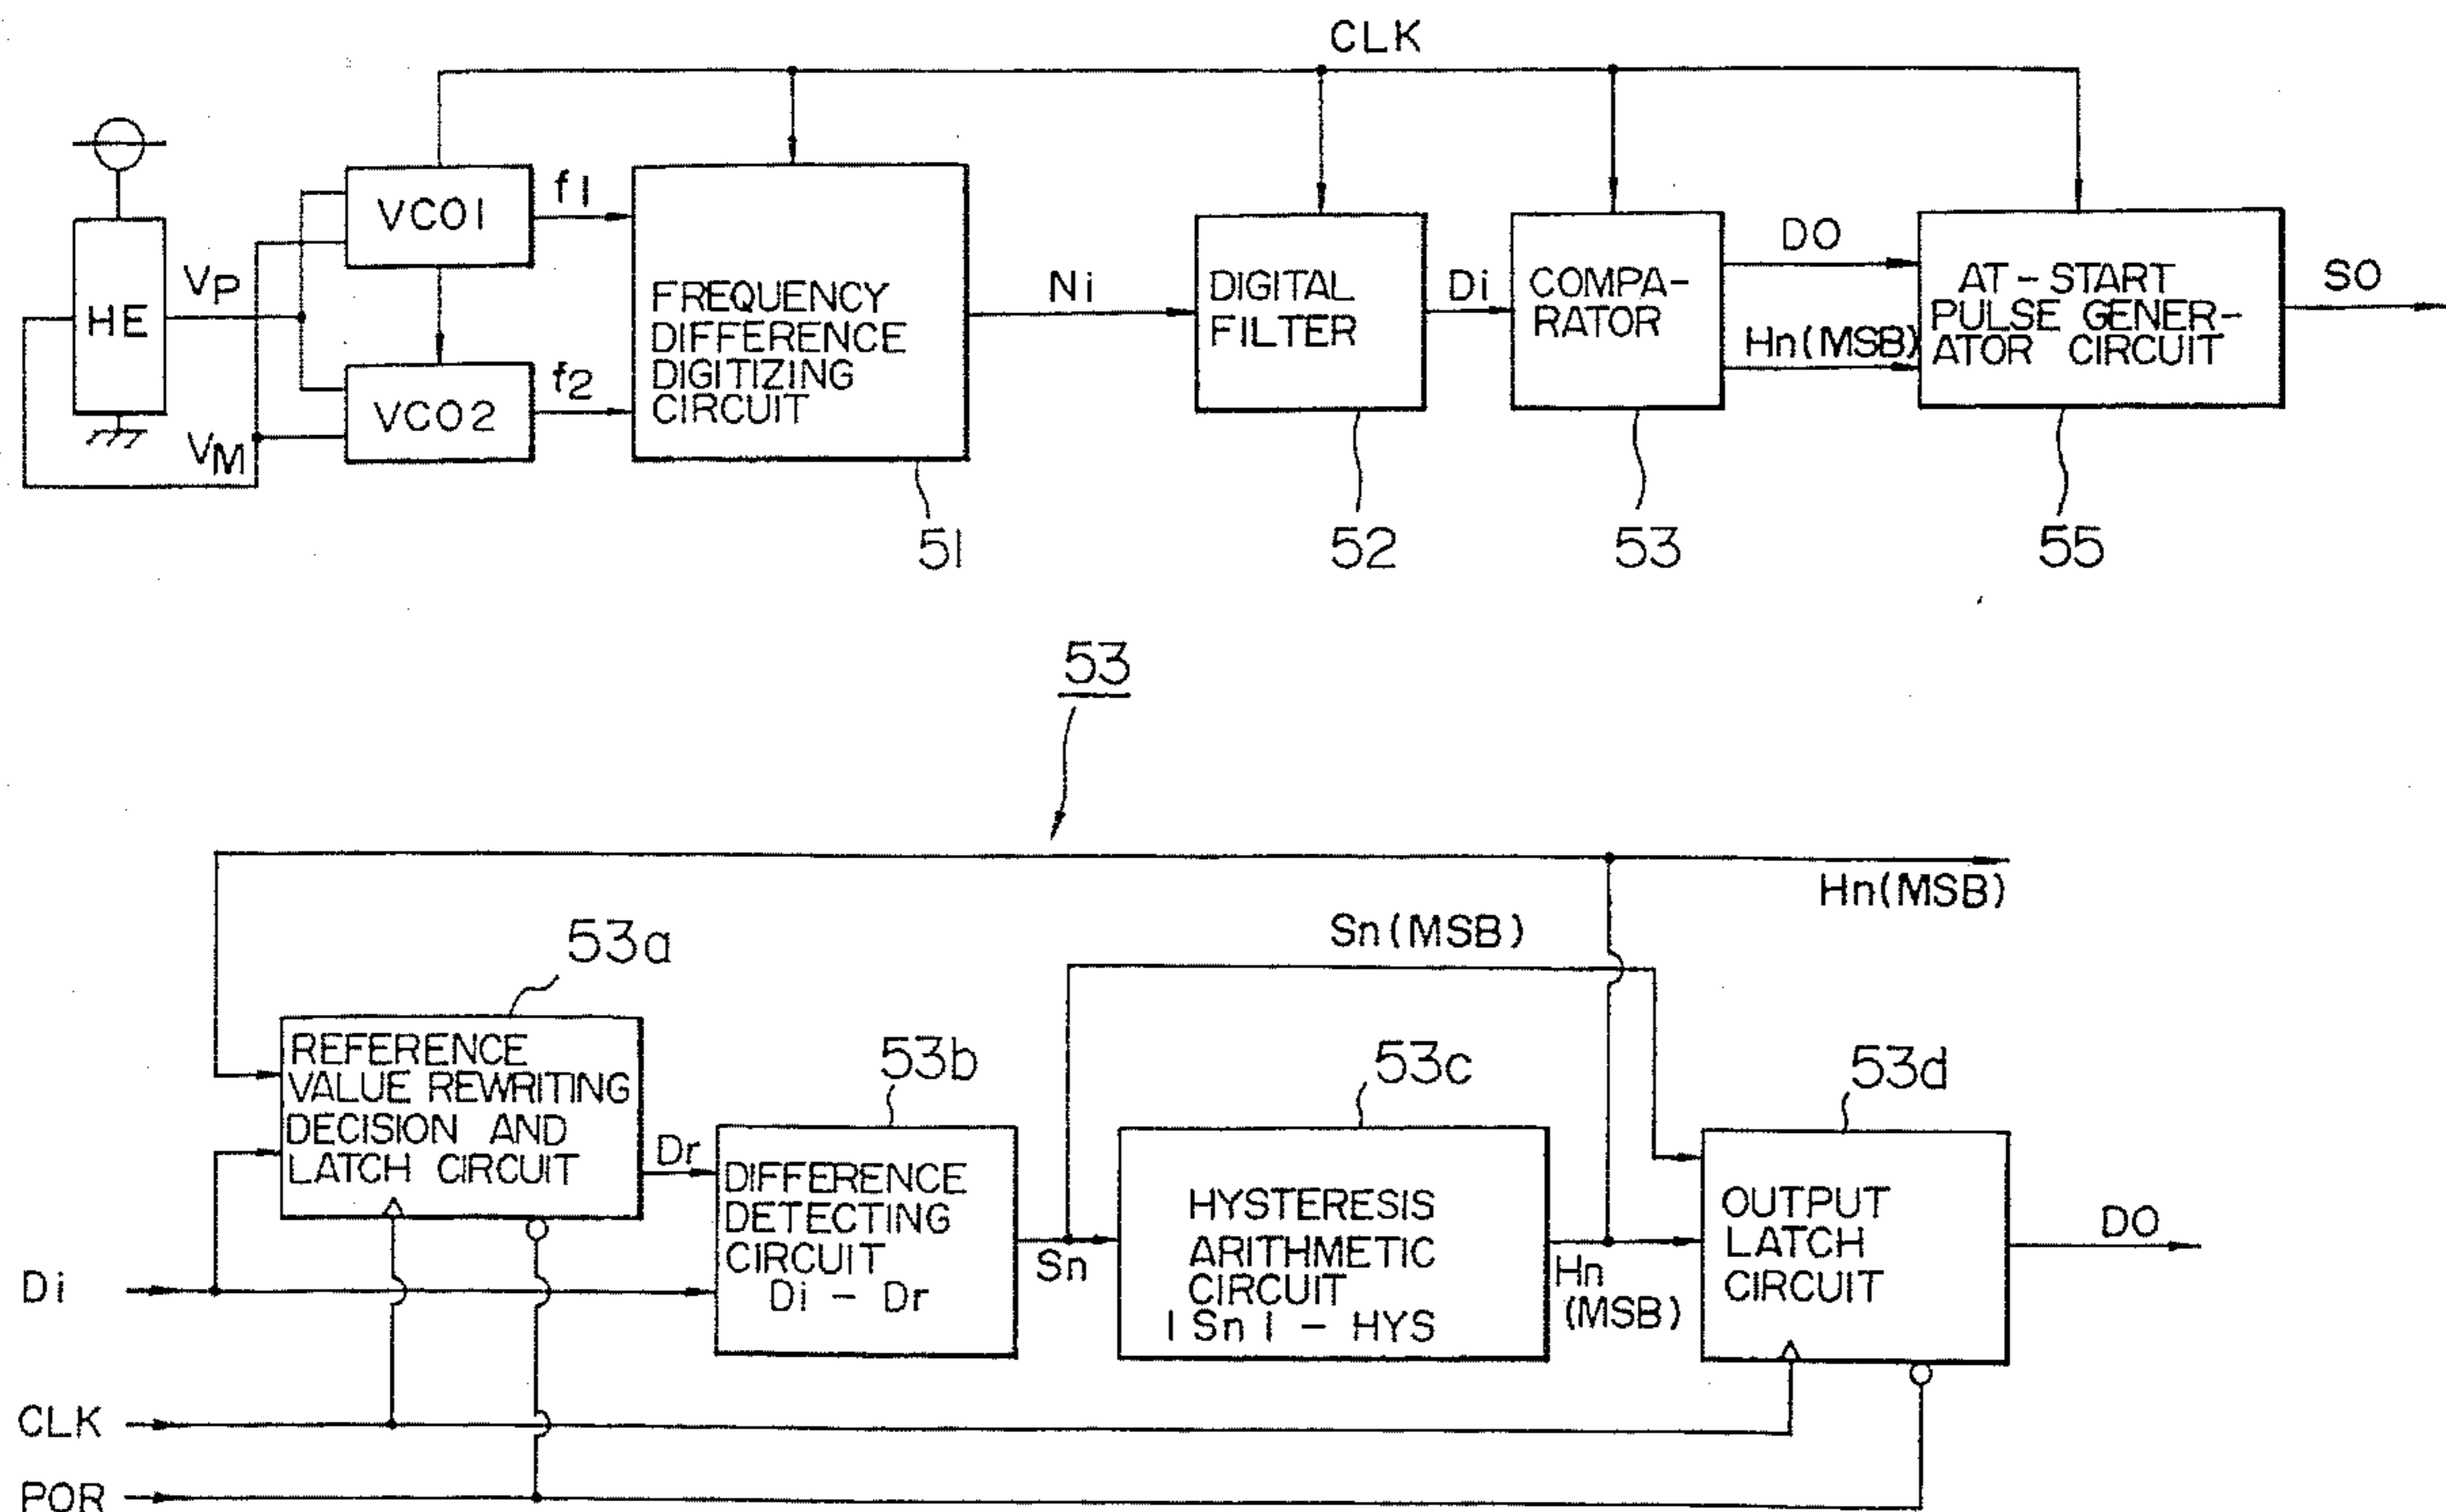 CLK
VCO1
f1
HE
VP
VM
VCO2
f2
FREQUENCY
DIFFERENCE
DIGITIZING
CIRCUIT
Ni
DIGITAL
FILTER
Di
COMPA-
RATOR
DO
Hn(MSB)
AT-START
PULSE GENER-
ATOR CIRCUIT
SO
51
52
53
55
53
Hn(MSB)
Sn(MSB)
53a
REFERENCE
VALUE REWRITING
DECISION AND
LATCH CIRCUIT
Dr
53b
DIFFERENCE
DETECTING
CIRCUIT
Di - Dr
Sn
53c
HYSTERESIS
ARITHMETIC
CIRCUIT
|Sn| - HYS
Hn
(MSB)
53d
OUTPUT
LATCH
CIRCUIT
DO
Di
CLK
POR